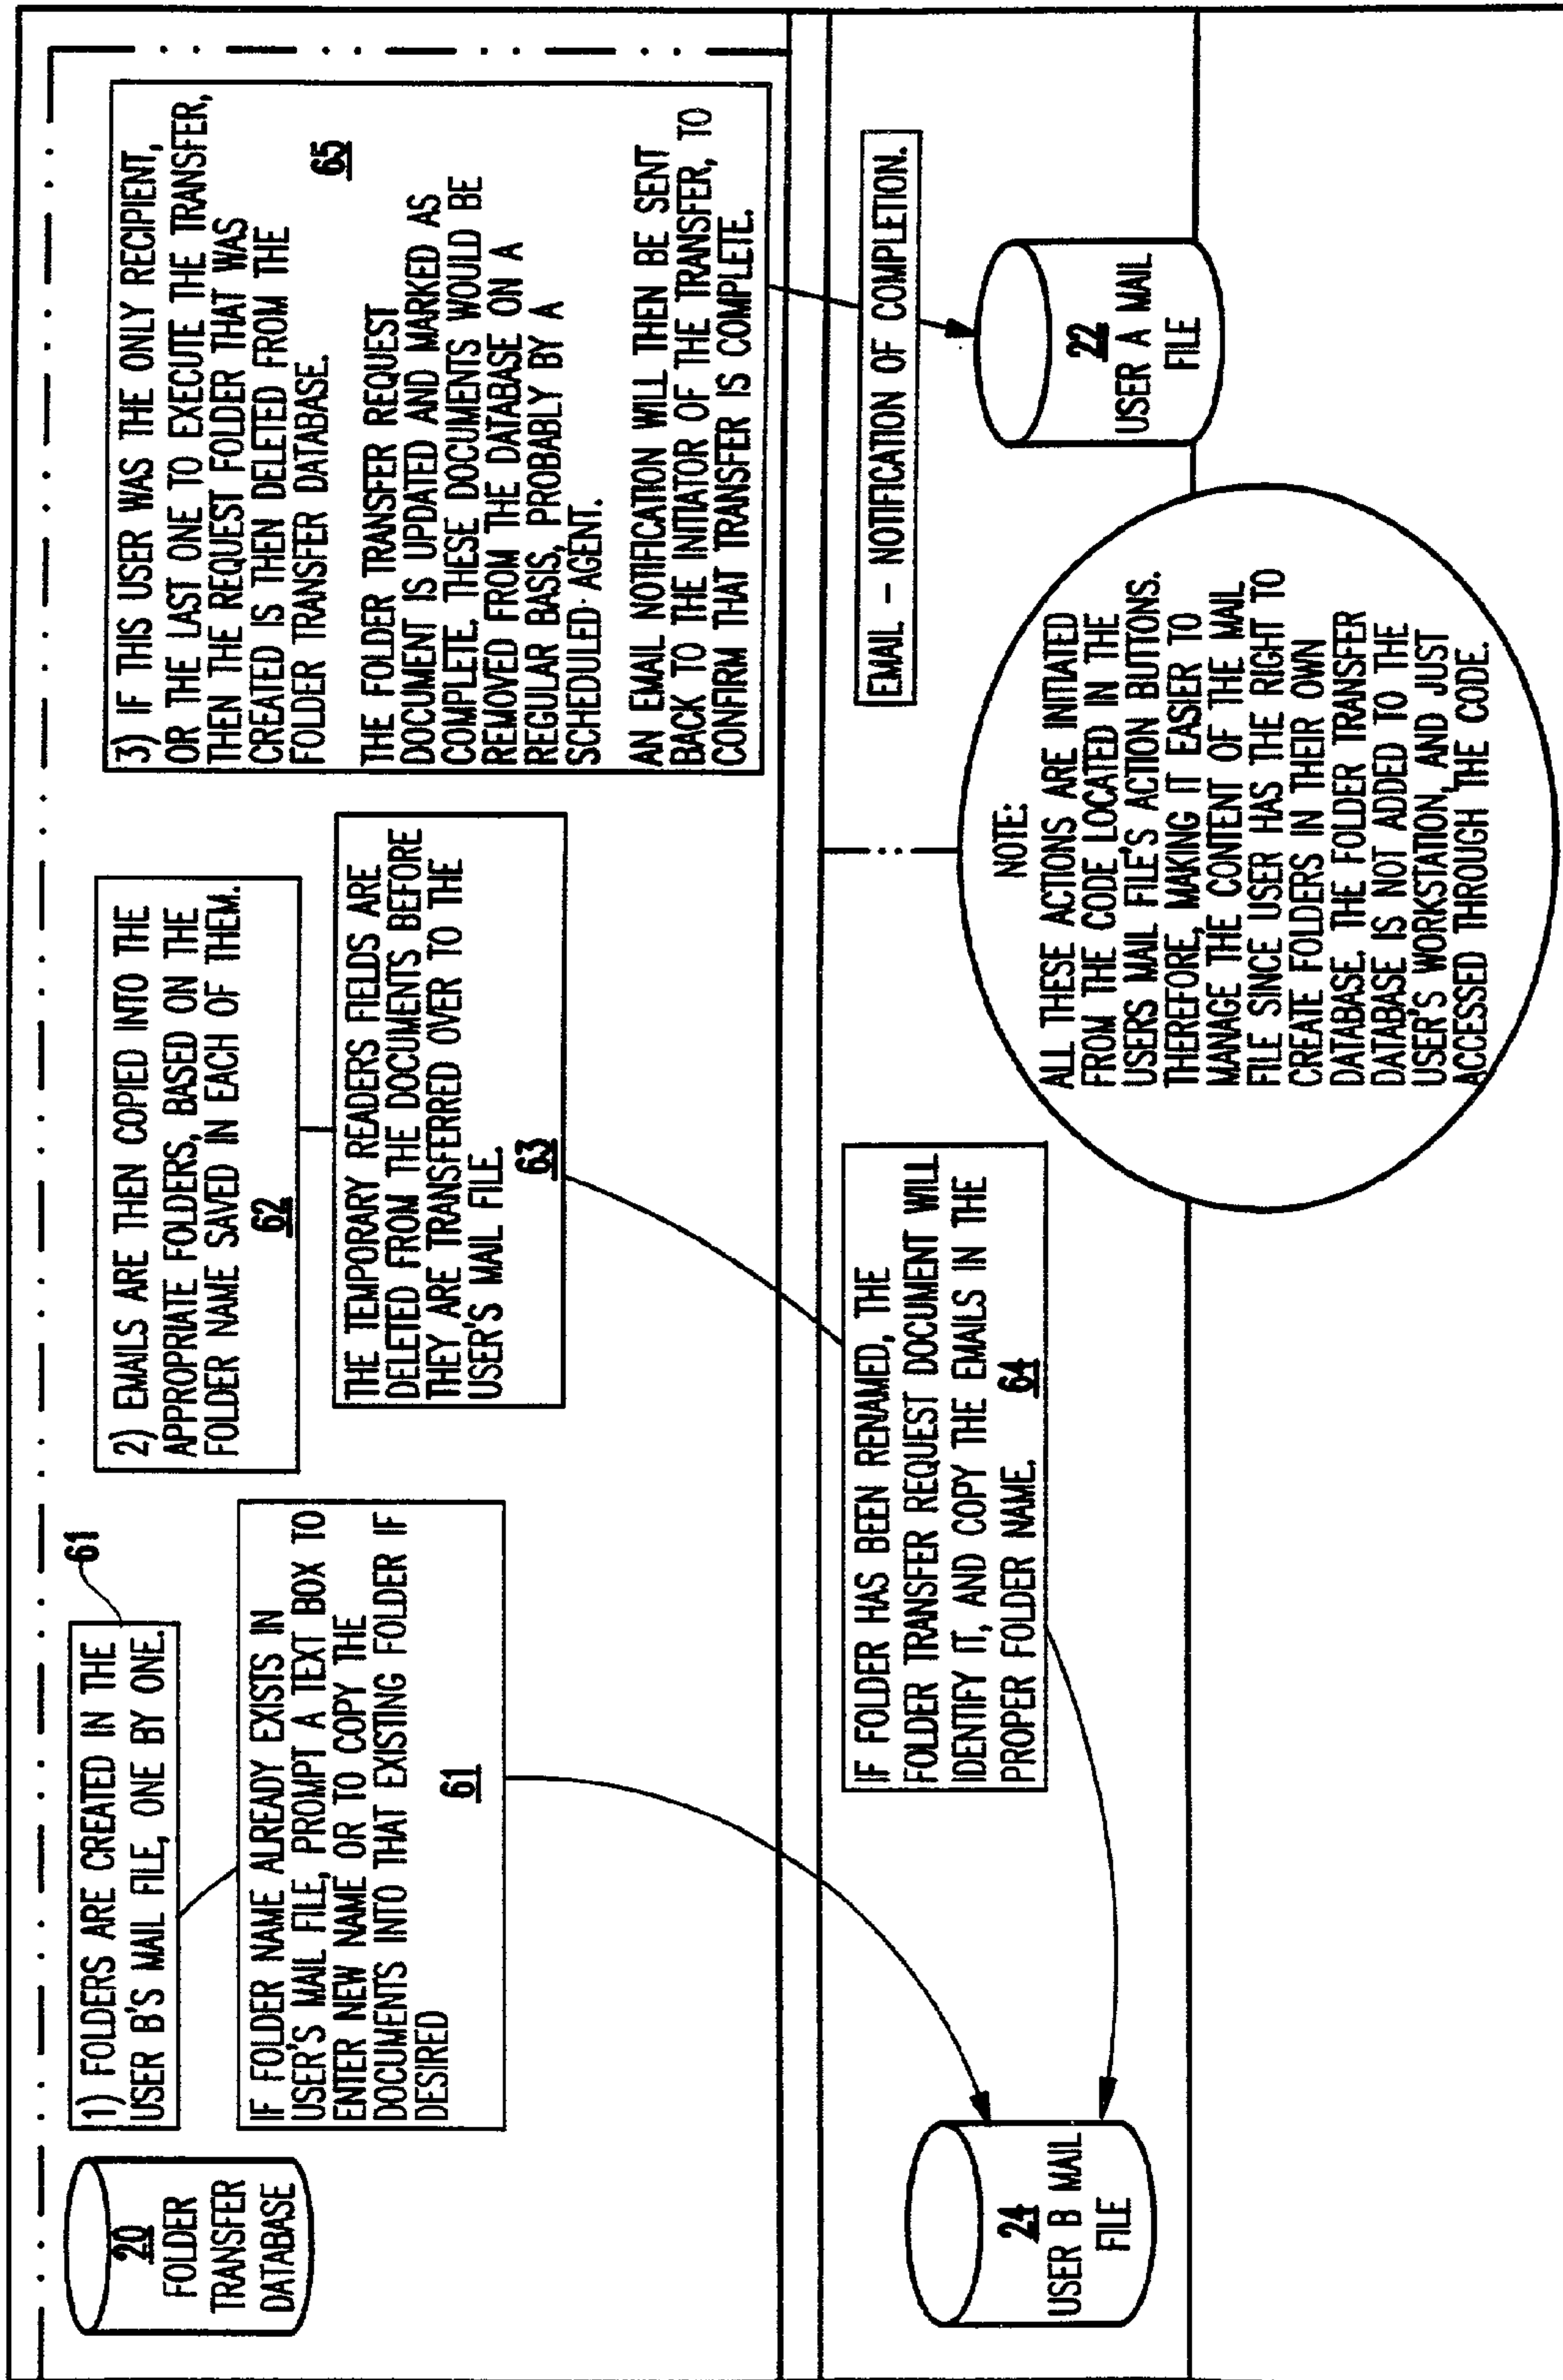 20
FOLDER
TRANSFER
DATABASE
61
1) FOLDERS ARE CREATED IN THE
USER B'S MAIL FILE, ONE BY ONE.
IF FOLDER NAME ALREADY EXISTS IN
USER'S MAIL FILE, PROMPT A TEXT BOX TO
ENTER NEW NAME OR TO COPY THE
DOCUMENTS INTO THAT EXISTING FOLDER IF
DESIRED
61
2) EMAILS ARE THEN COPIED INTO THE
APPROPRIATE FOLDERS, BASED ON THE
FOLDER NAME SAVED IN EACH OF THEM.
62
THE TEMPORARY READERS FIELDS ARE
DELETED FROM THE DOCUMENTS BEFORE
THEY ARE TRANSFERRED OVER TO THE
USER'S MAIL FILE.
63
3) IF THIS USER WAS THE ONLY RECIPIENT,
OR THE LAST ONE TO EXECUTE THE TRANSFER,
THEN THE REQUEST FOLDER THAT WAS
CREATED IS THEN DELETED FROM THE
FOLDER TRANSFER DATABASE.
65
THE FOLDER TRANSFER REQUEST
DOCUMENT IS UPDATED AND MARKED AS
COMPLETE. THESE DOCUMENTS WOULD BE
REMOVED FROM THE DATABASE ON A
REGULAR BASIS, PROBABLY BY A
SCHEDULED AGENT.
AN EMAIL NOTIFICATION WILL THEN BE SENT
BACK TO THE INITIATOR OF THE TRANSFER, TO
CONFIRM THAT TRANSFER IS COMPLETE.
24
USER B MAIL
FILE
IF FOLDER HAS BEEN RENAMED, THE
FOLDER TRANSFER REQUEST DOCUMENT WILL
IDENTIFY IT, AND COPY THE EMAILS IN THE
PROPER FOLDER NAME.
64
NOTE:
ALL THESE ACTIONS ARE INITIATED
FROM THE CODE LOCATED IN THE
USERS MAIL FILE'S ACTION BUTTONS.
THEREFORE, MAKING IT EASIER TO
MANAGE THE CONTENT OF THE MAIL
FILE SINCE USER HAS THE RIGHT TO
CREATE FOLDERS IN THEIR OWN
DATABASE. THE FOLDER TRANSFER
DATABASE IS NOT ADDED TO THE
USER'S WORKSTATION, AND JUST
ACCESSED THROUGH THE CODE.
EMAIL – NOTIFICATION OF COMPLETION.
22
USER A MAIL
FILE